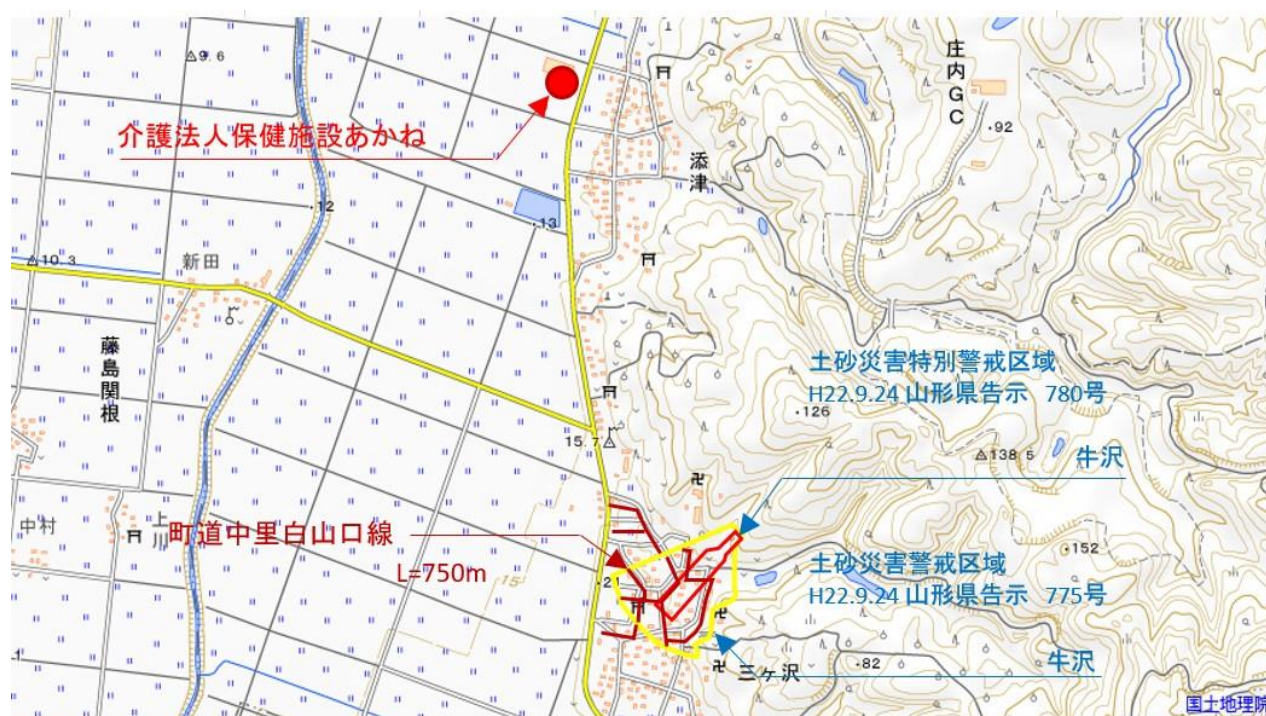 9.6
庄内GC
92
介護法人保健施設あかね
添津
12
13
10.3
新田
藤島関根
土砂災害特別警戒区域
H22.9.24 山形県告示 780号
126
15.7
138.5
牛沢
中村
上川
町道中里白山口線
L=750m
15
21
152
土砂災害警戒区域
H22.9.24 山形県告示 775号
三ヶ沢
82
牛沢
国土地理院